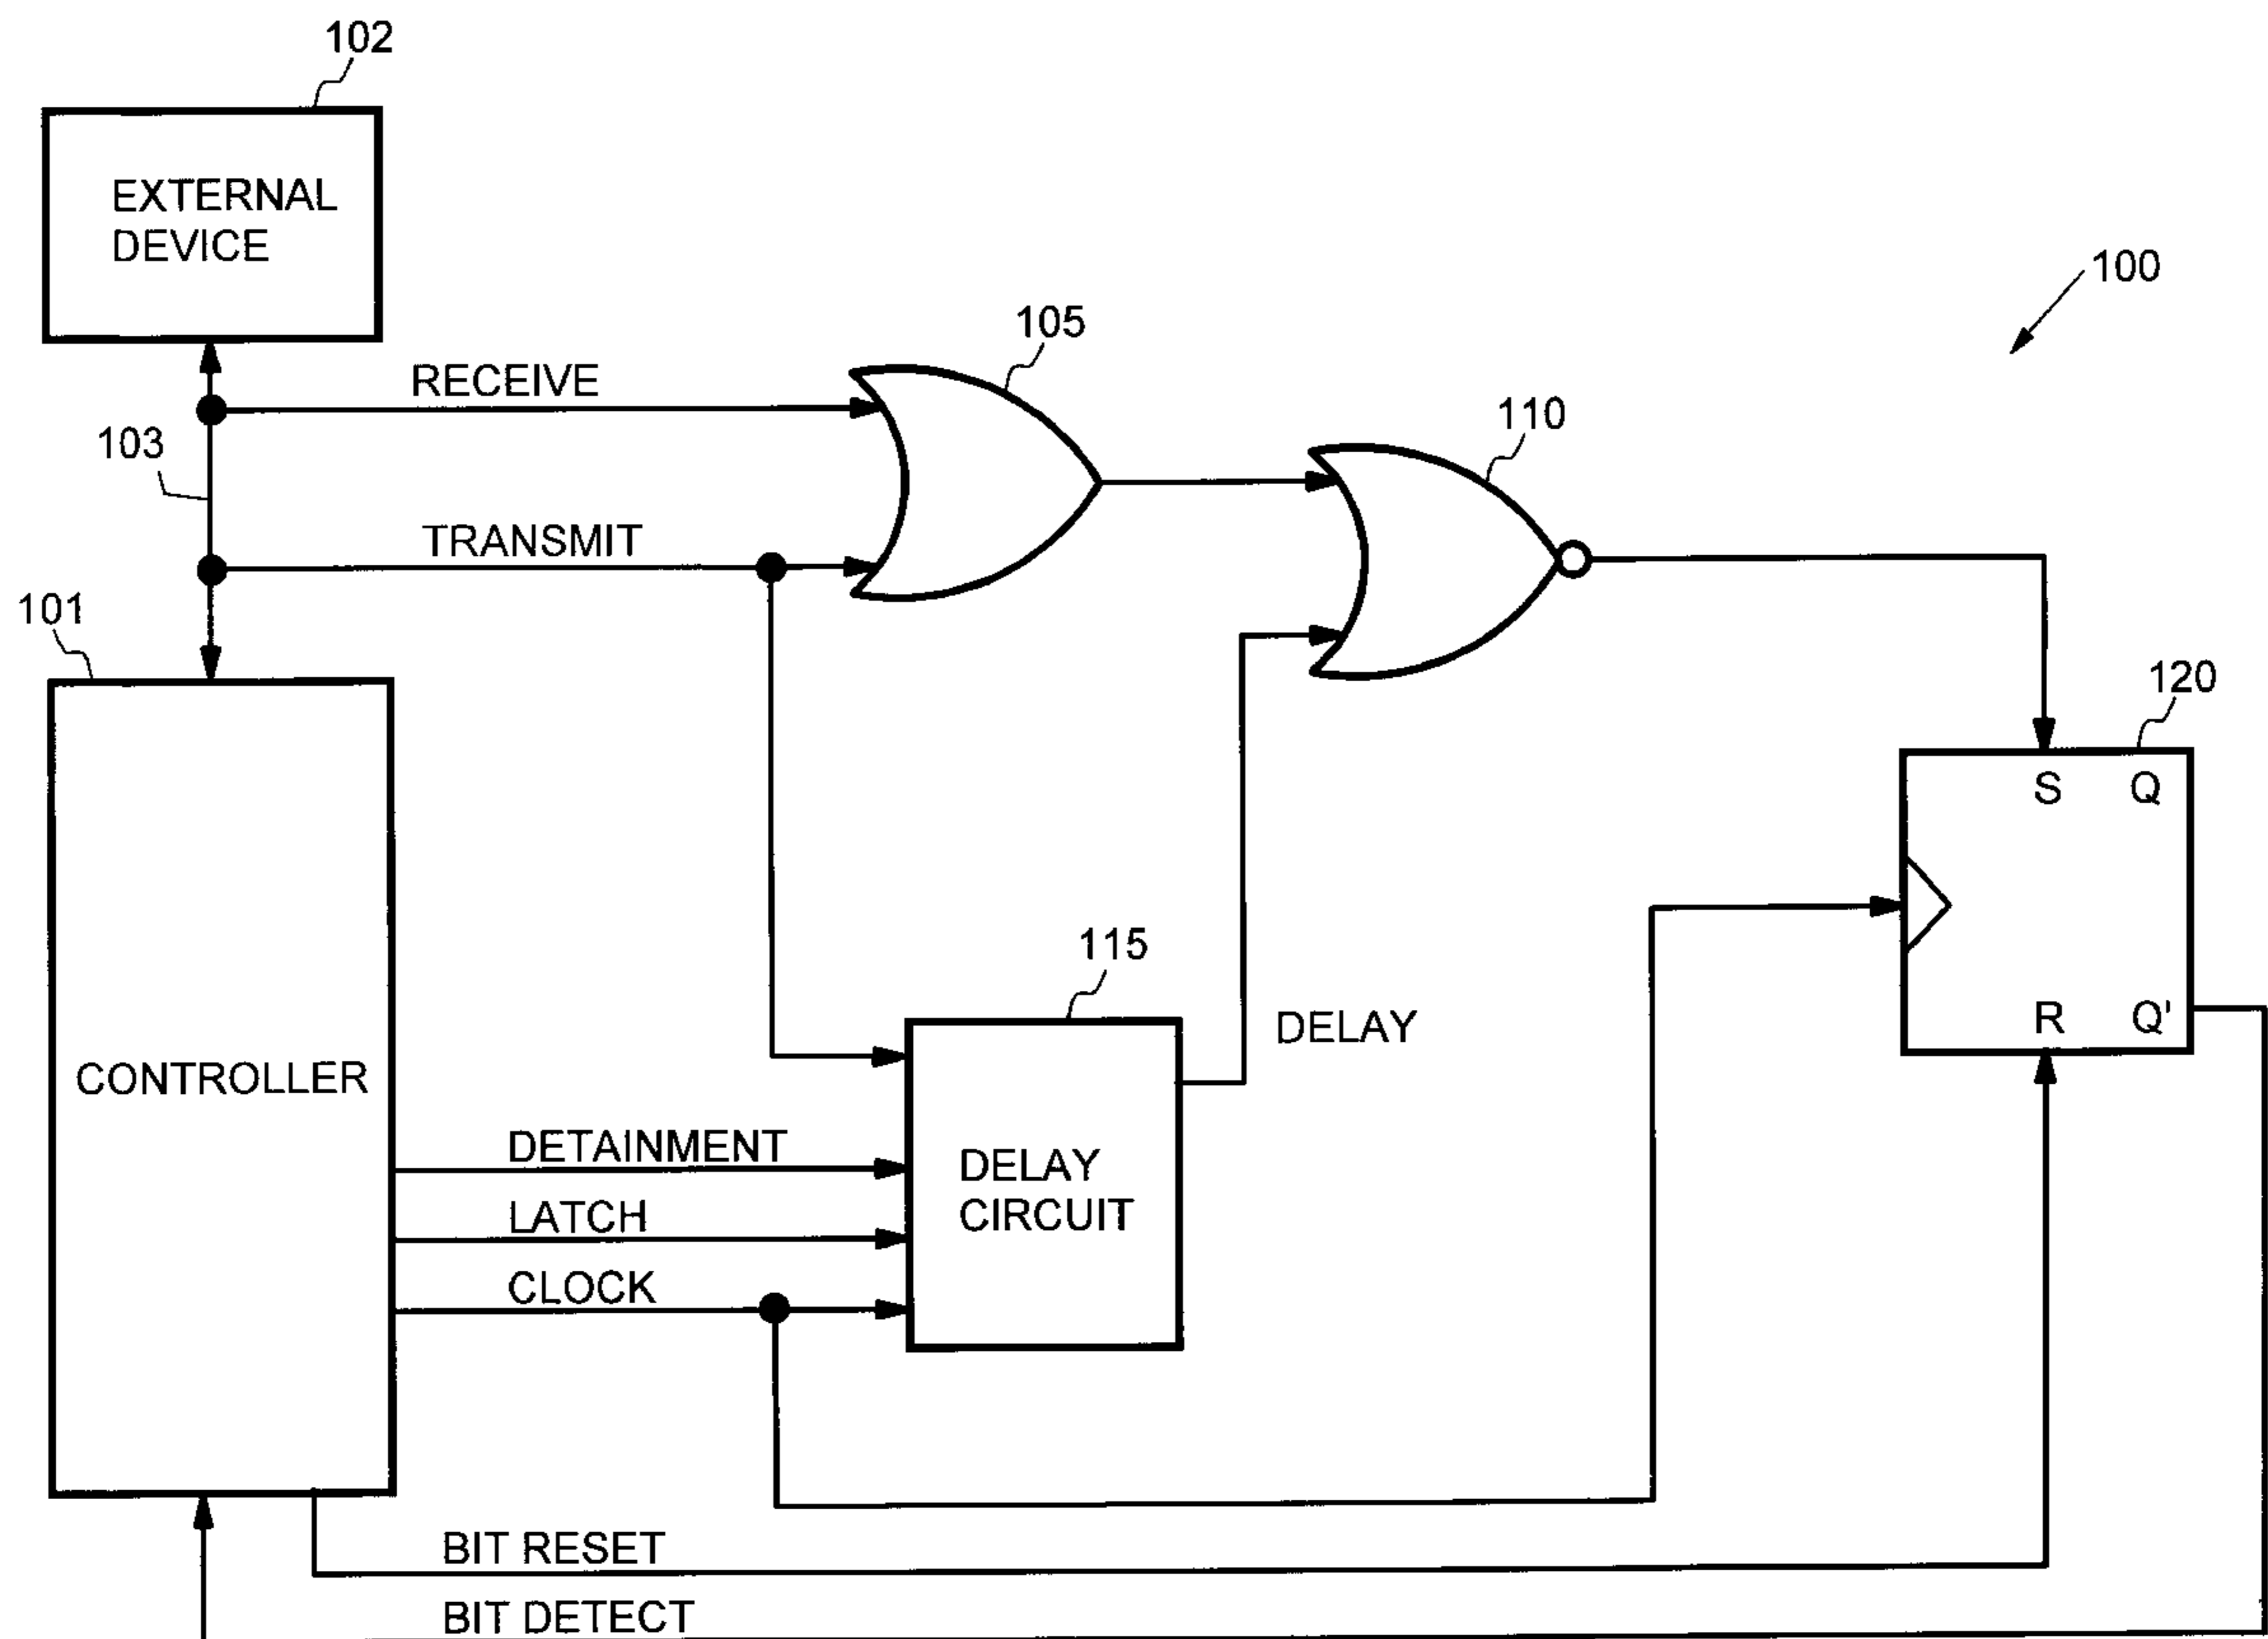 102
EXTERNAL
DEVICE
100
105
RECEIVE
110
103
TRANSMIT
101
120
S Q
115
R Q'
DELAY
CONTROLLER
DETAINMENT
DELAY
CIRCUIT
LATCH
CLOCK
BIT RESET
BIT DETECT